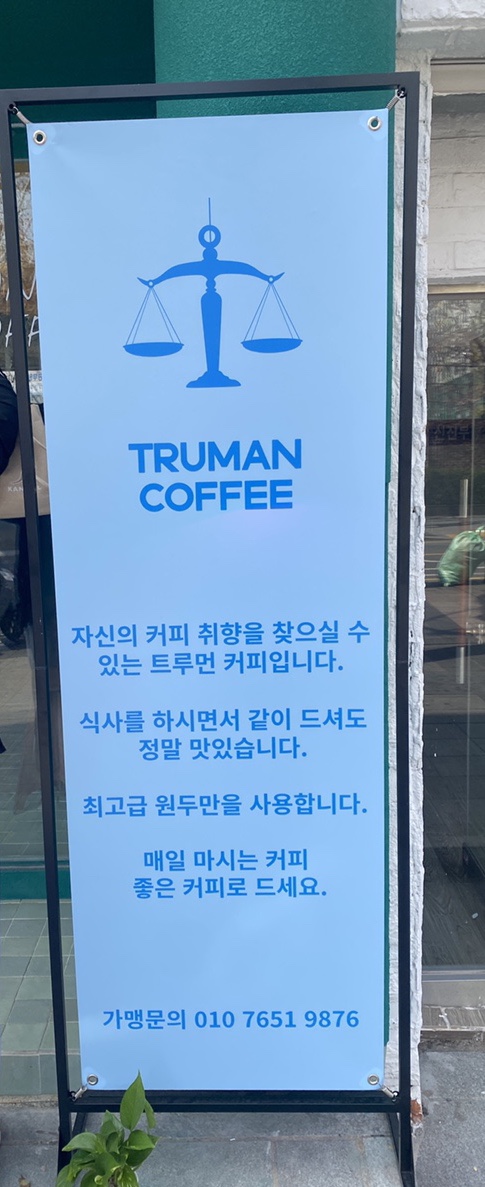 TRUMAN
COFFEE
자신의 커피 취향을 찾으실 수
있는 트루먼 커피입니다.
식사를 하시면서 같이 드셔도
정말 맛있습니다.
최고급 원두만을 사용합니다.
매일 마시는 커피
좋은 커피로 드세요.
가맹문의 010 7651 9876